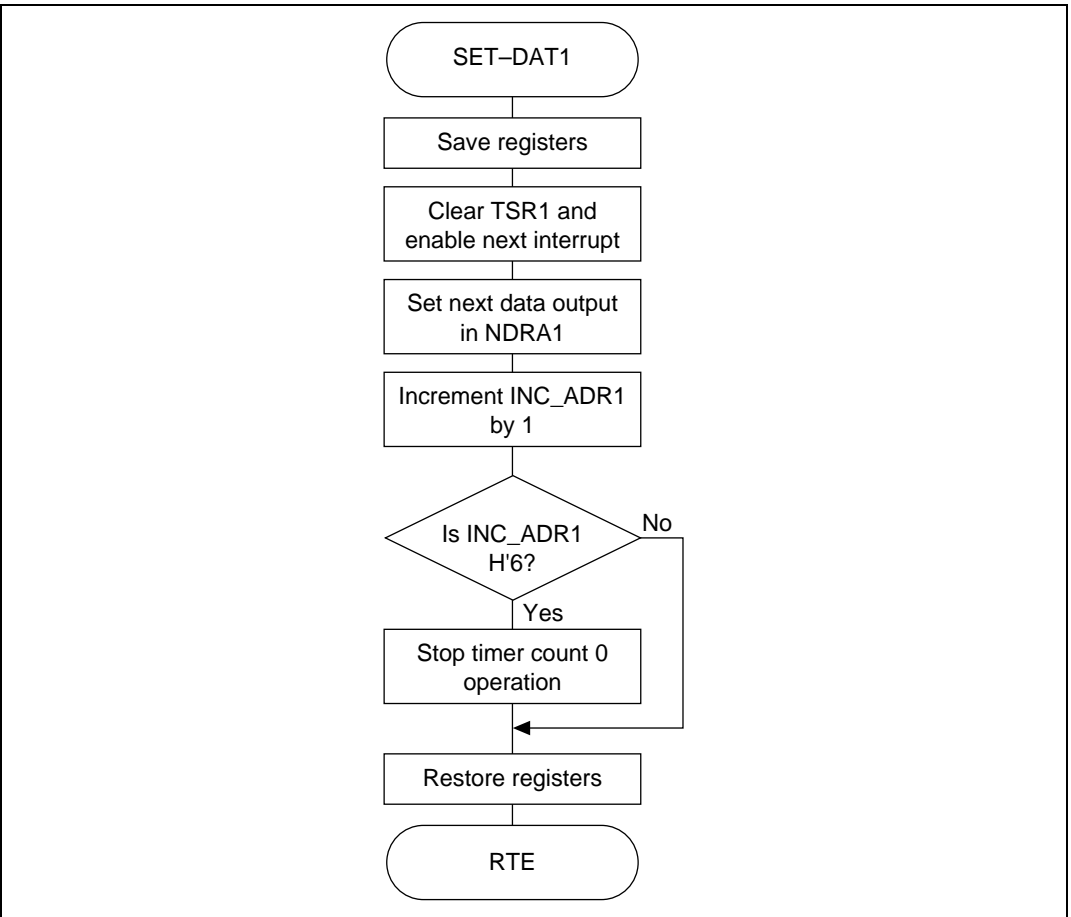 SET–DAT1
Save registers
Clear TSR1 and
enable next interrupt
Set next data output
in NDRA1
Increment INC_ADR1
by 1
Is INC_ADR1
H'6?
No
Yes
Stop timer count 0
operation
Restore registers
RTE